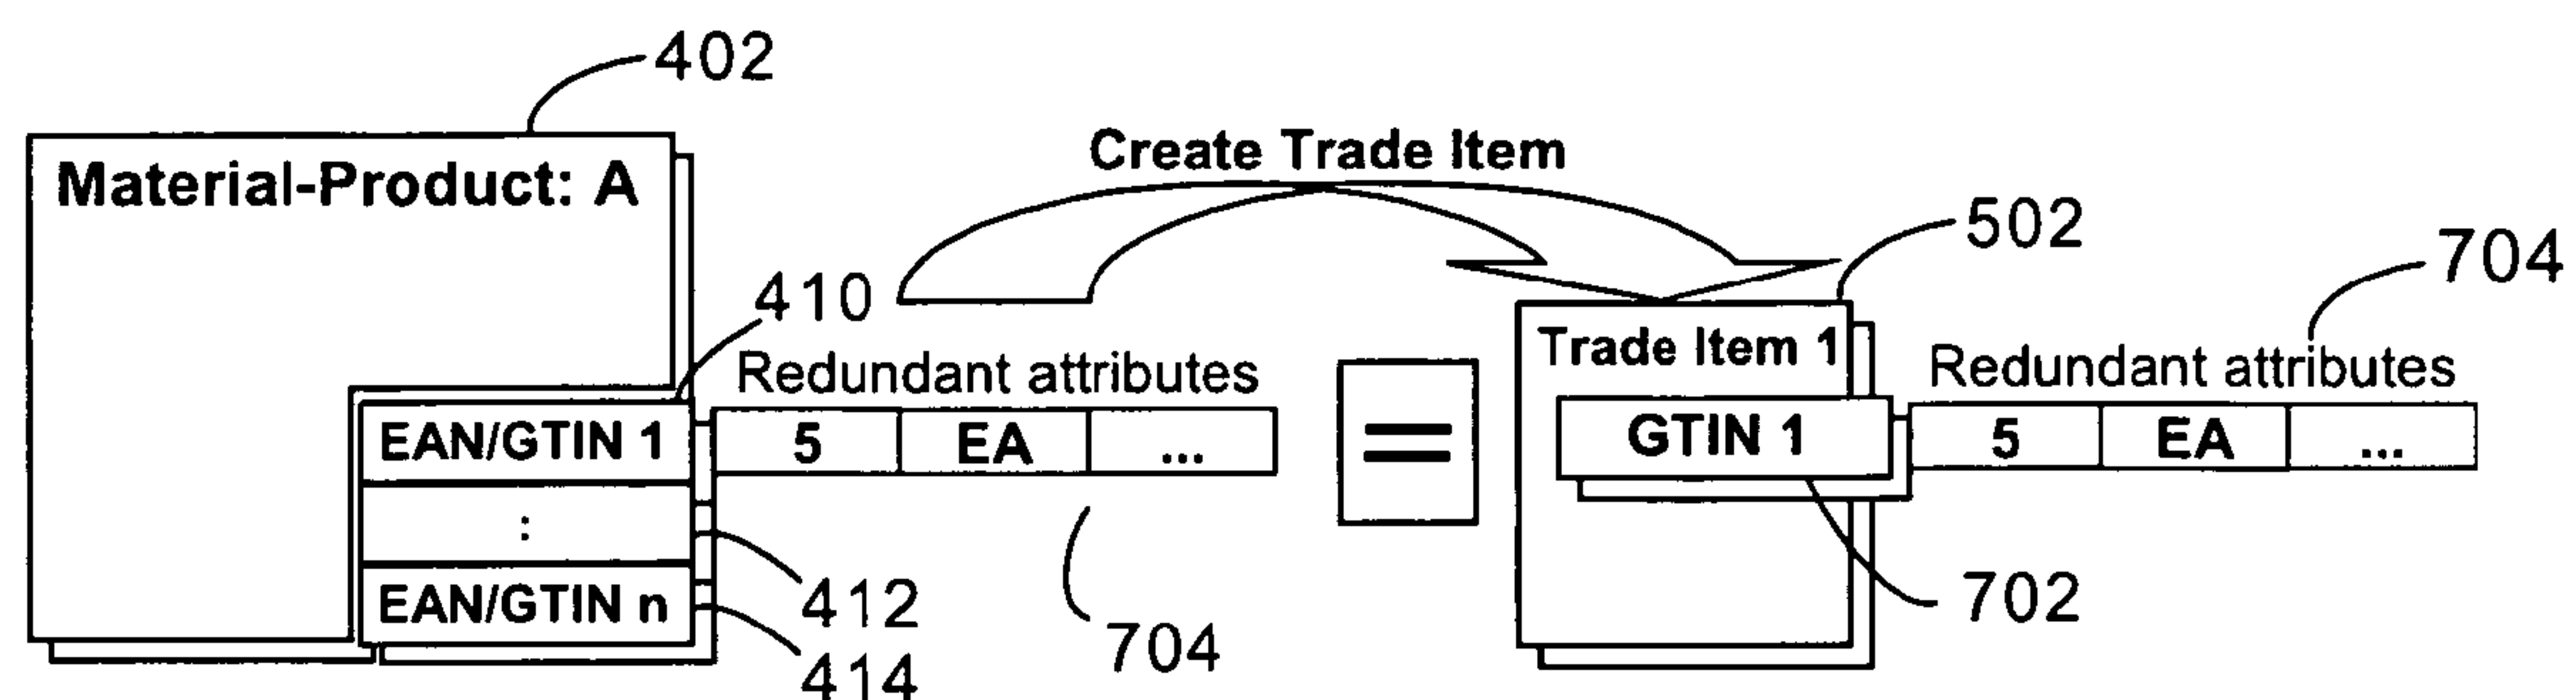 402
Material-Product: A
Create Trade Item
502
704
410
Redundant attributes
Trade Item 1
Redundant attributes
EAN/GTIN 1
5 EA ...
=
GTIN 1
5 EA ...
:
412
EAN/GTIN n
414
704
702